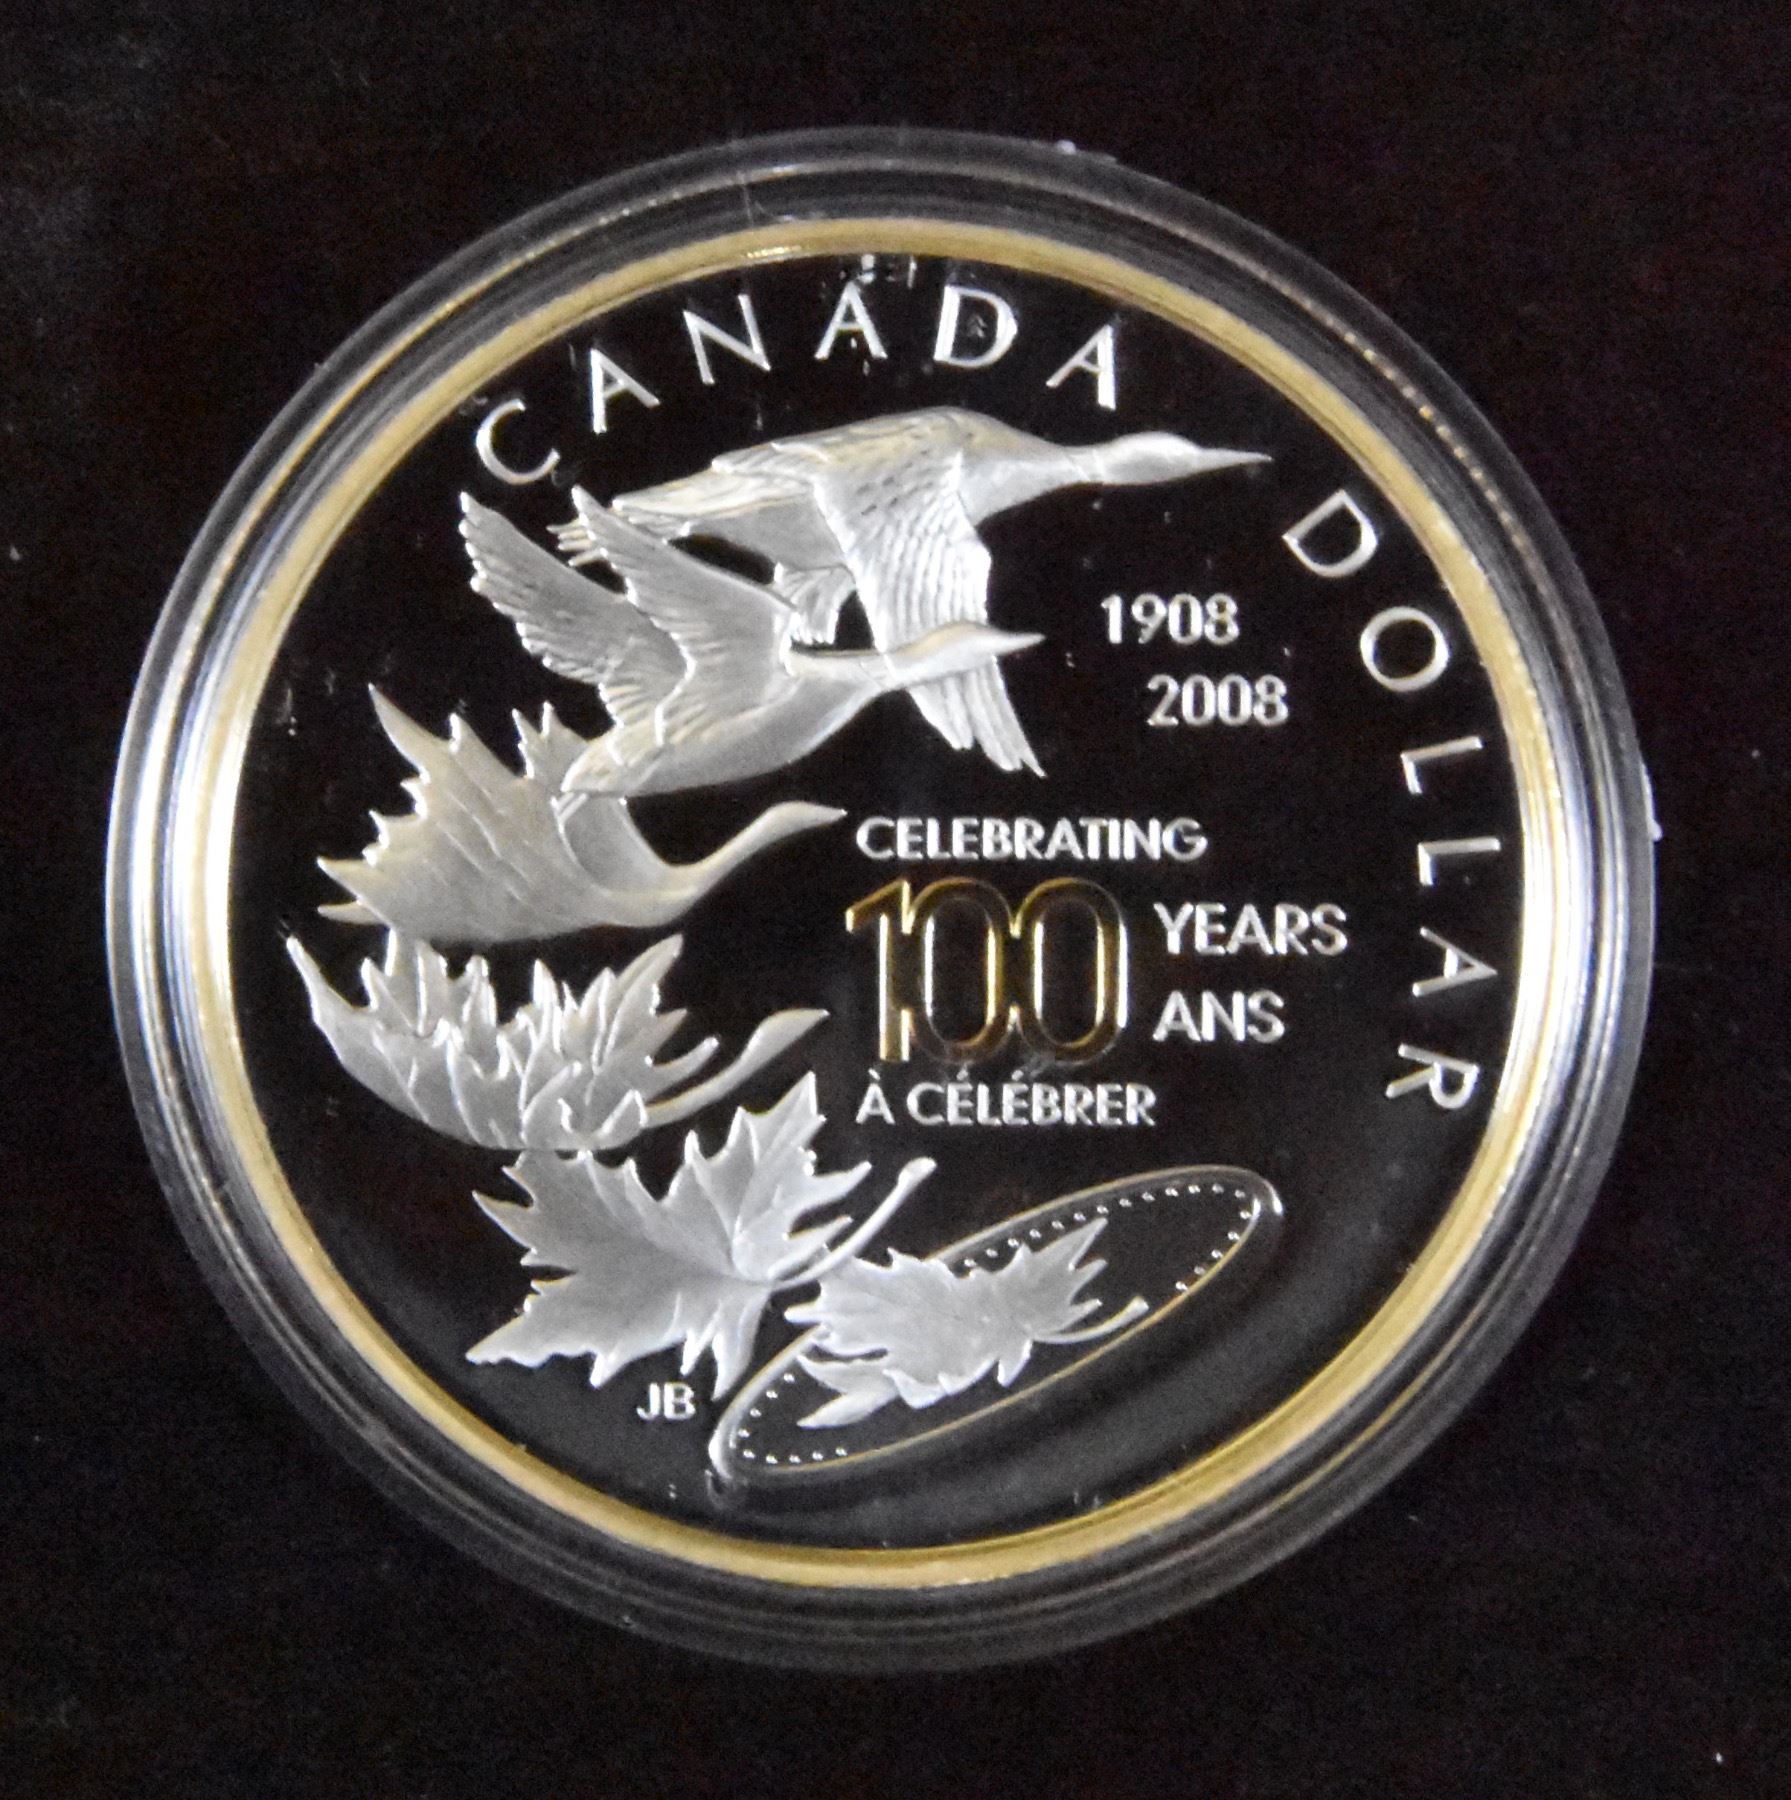 CANADA DOLLAR
1908
2008
CELEBRATING
100 YEARS
ANS
À CÉLÉBRER
JB